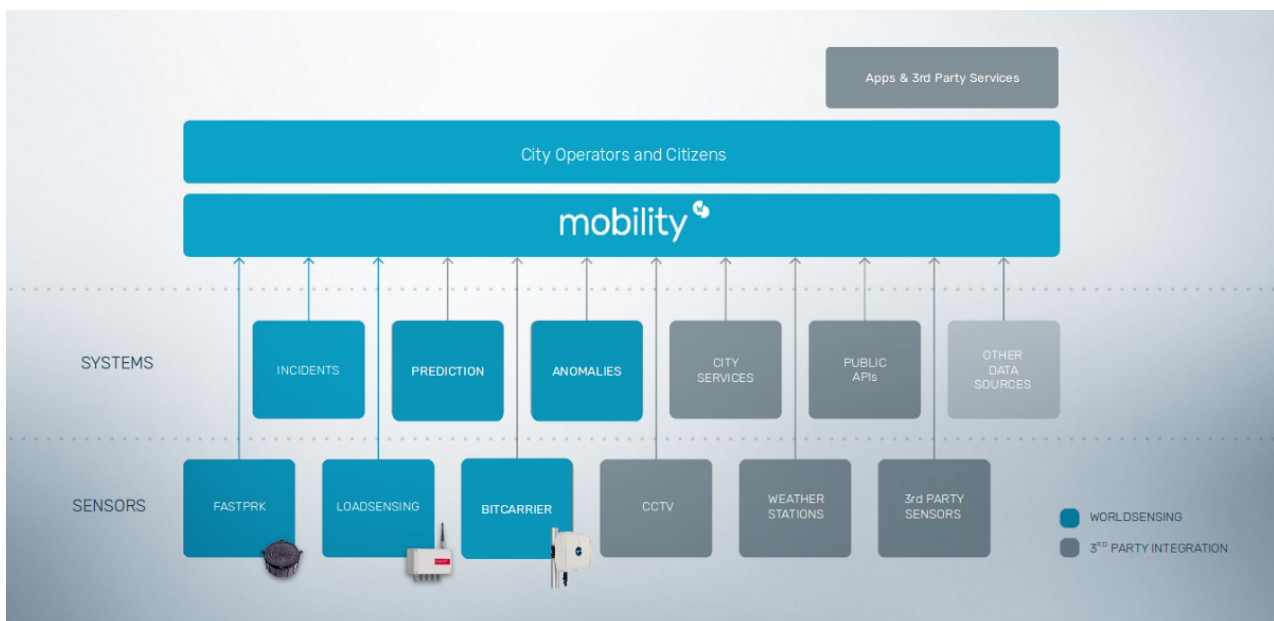 Apps & 3rd Party Services
City Operators and Citizens
mobility
SYSTEMS
INCIDENTS
PREDICTION
ANOMALIES
CITY
SERVICES
PUBLIC
APIs
OTHER
DATA
SOURCES
SENSORS
FASTPRK
LOADSENSING
BITCARRIER
CCTV
WEATHER
STATIONS
3rd PARTY
SENSORS
WORLDSENSING
3RD PARTY INTEGRATION